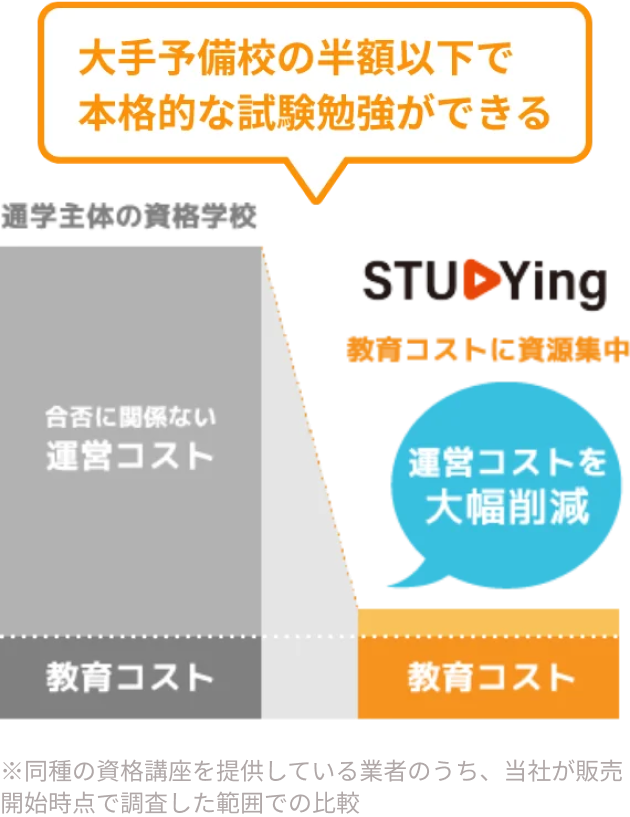 大手予備校の半額以下で
本格的な試験勉強ができる
通学主体の資格学校
STUDYing
教育コストに資源集中
合否に関係ない
運営コスト
運営コストを
大幅削減
教育コスト
教育コスト
※同種の資格講座を提供している業者のうち、当社が販売
開始時点で調査した範囲での比較